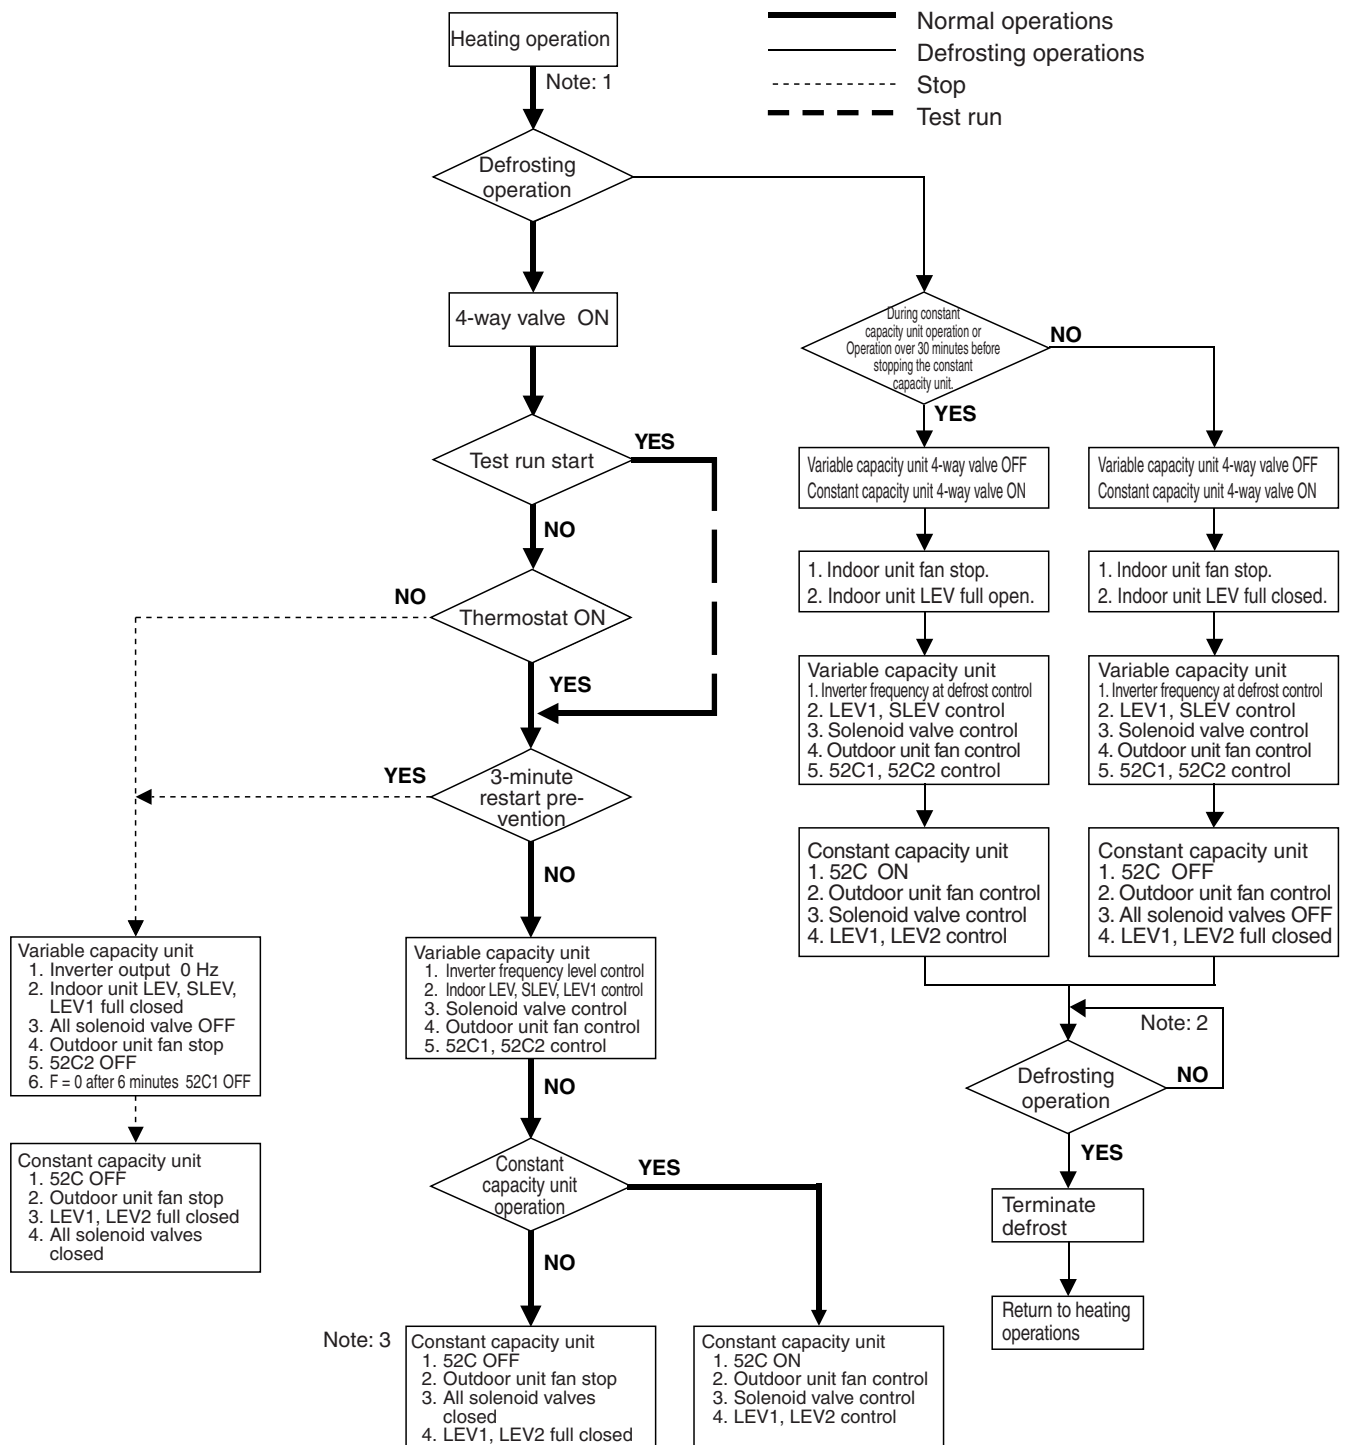 Heating operation
Note: 1
Normal operations
Defrosting operations
Stop
Test run
Defrosting
operation
4-way valve ON
During constant
capacity unit operation or
Operation over 30 minutes before
stopping the constant
capacity unit.
NO
YES
Test run start
YES
NO
Variable capacity unit 4-way valve OFF
Constant capacity unit 4-way valve ON
Variable capacity unit 4-way valve OFF
Constant capacity unit 4-way valve ON
1. Indoor unit fan stop.
2. Indoor unit LEV full open.
1. Indoor unit fan stop.
2. Indoor unit LEV full closed.
NO
Thermostat ON
YES
Variable capacity unit
1. Inverter frequency at defrost control
2. LEV1, SLEV control
3. Solenoid valve control
4. Outdoor unit fan control
5. 52C1, 52C2 control
Variable capacity unit
1. Inverter frequency at defrost control
2. LEV1, SLEV control
3. Solenoid valve control
4. Outdoor unit fan control
5. 52C1, 52C2 control
YES
3-minute
restart pre-
vention
NO
Constant capacity unit
1. 52C ON
2. Outdoor unit fan control
3. Solenoid valve control
4. LEV1, LEV2 control
Constant capacity unit
1. 52C OFF
2. Outdoor unit fan control
3. All solenoid valves OFF
4. LEV1, LEV2 full closed
Variable capacity unit
1. Inverter output 0 Hz
2. Indoor unit LEV, SLEV,
LEV1 full closed
3. All solenoid valve OFF
4. Outdoor unit fan stop
5. 52C2 OFF
6. F = 0 after 6 minutes 52C1 OFF
Variable capacity unit
1. Inverter frequency level control
2. Indoor LEV, SLEV, LEV1 control
3. Solenoid valve control
4. Outdoor unit fan control
5. 52C1, 52C2 control
NO
Note: 2
Defrosting
operation
NO
YES
Constant capacity unit
1. 52C OFF
2. Outdoor unit fan stop
3. LEV1, LEV2 full closed
4. All solenoid valves
closed
Constant
capacity unit
operation
YES
NO
Terminate
defrost
Return to heating
operations
Note: 3
Constant capacity unit
1. 52C OFF
2. Outdoor unit fan stop
3. All solenoid valves
closed
4. LEV1, LEV2 full closed
Constant capacity unit
1. 52C ON
2. Outdoor unit fan control
3. Solenoid valve control
4. LEV1, LEV2 control